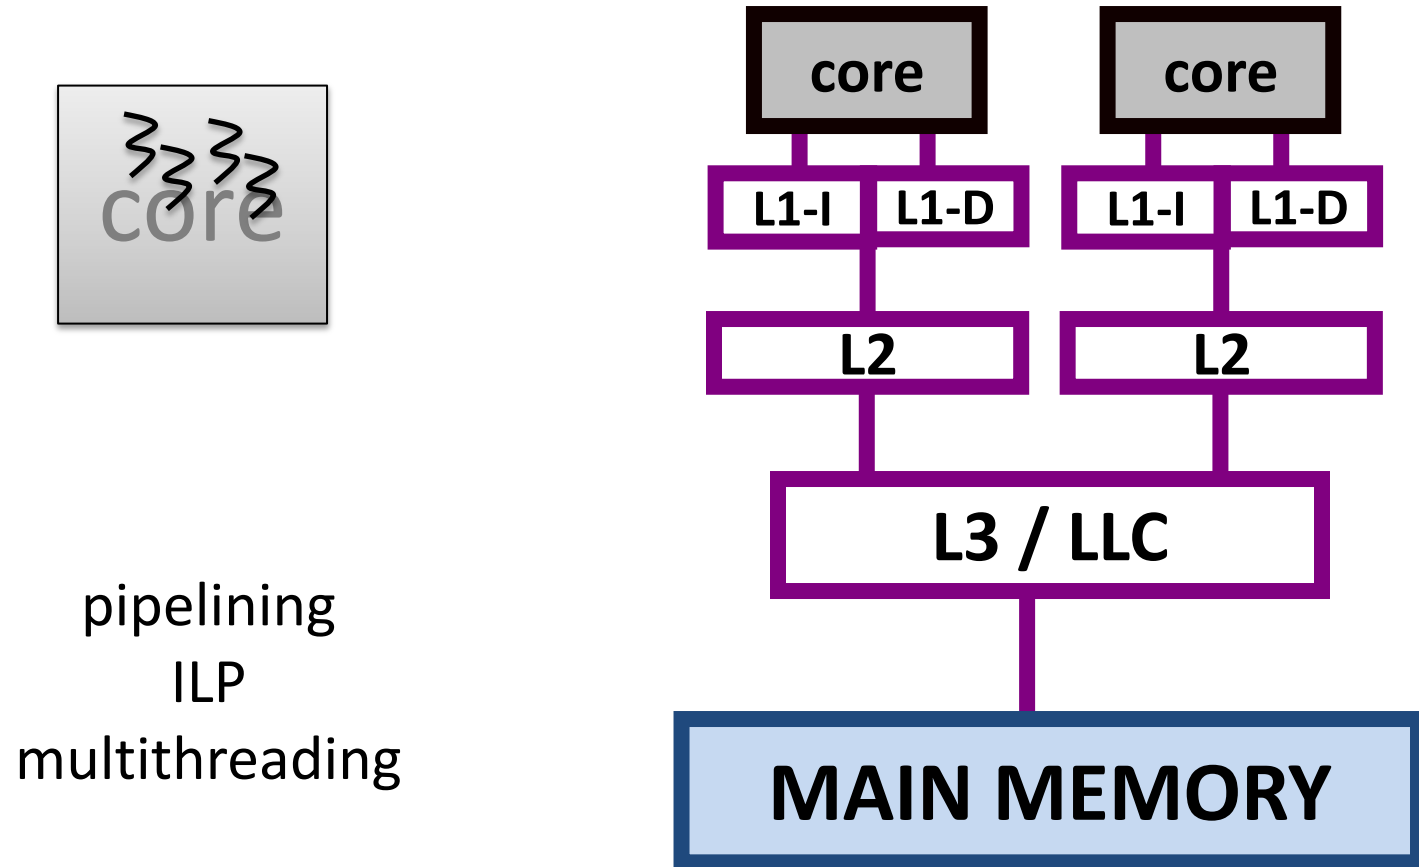 core
pipelining
ILP
multithreading
core core
L1-I L1-D L1-I L1-D
L2 L2
L3 / LLC
MAIN MEMORY